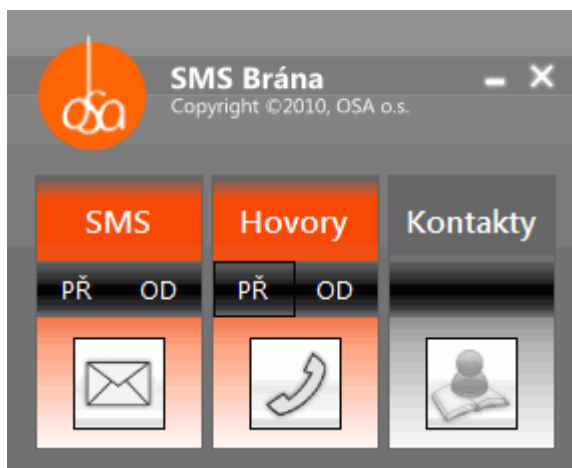 osa
SMS Brána
Copyright ©2010, OSA o.s.
SMS
PŘ OD
Hovory
PŘ OD
Kontakty